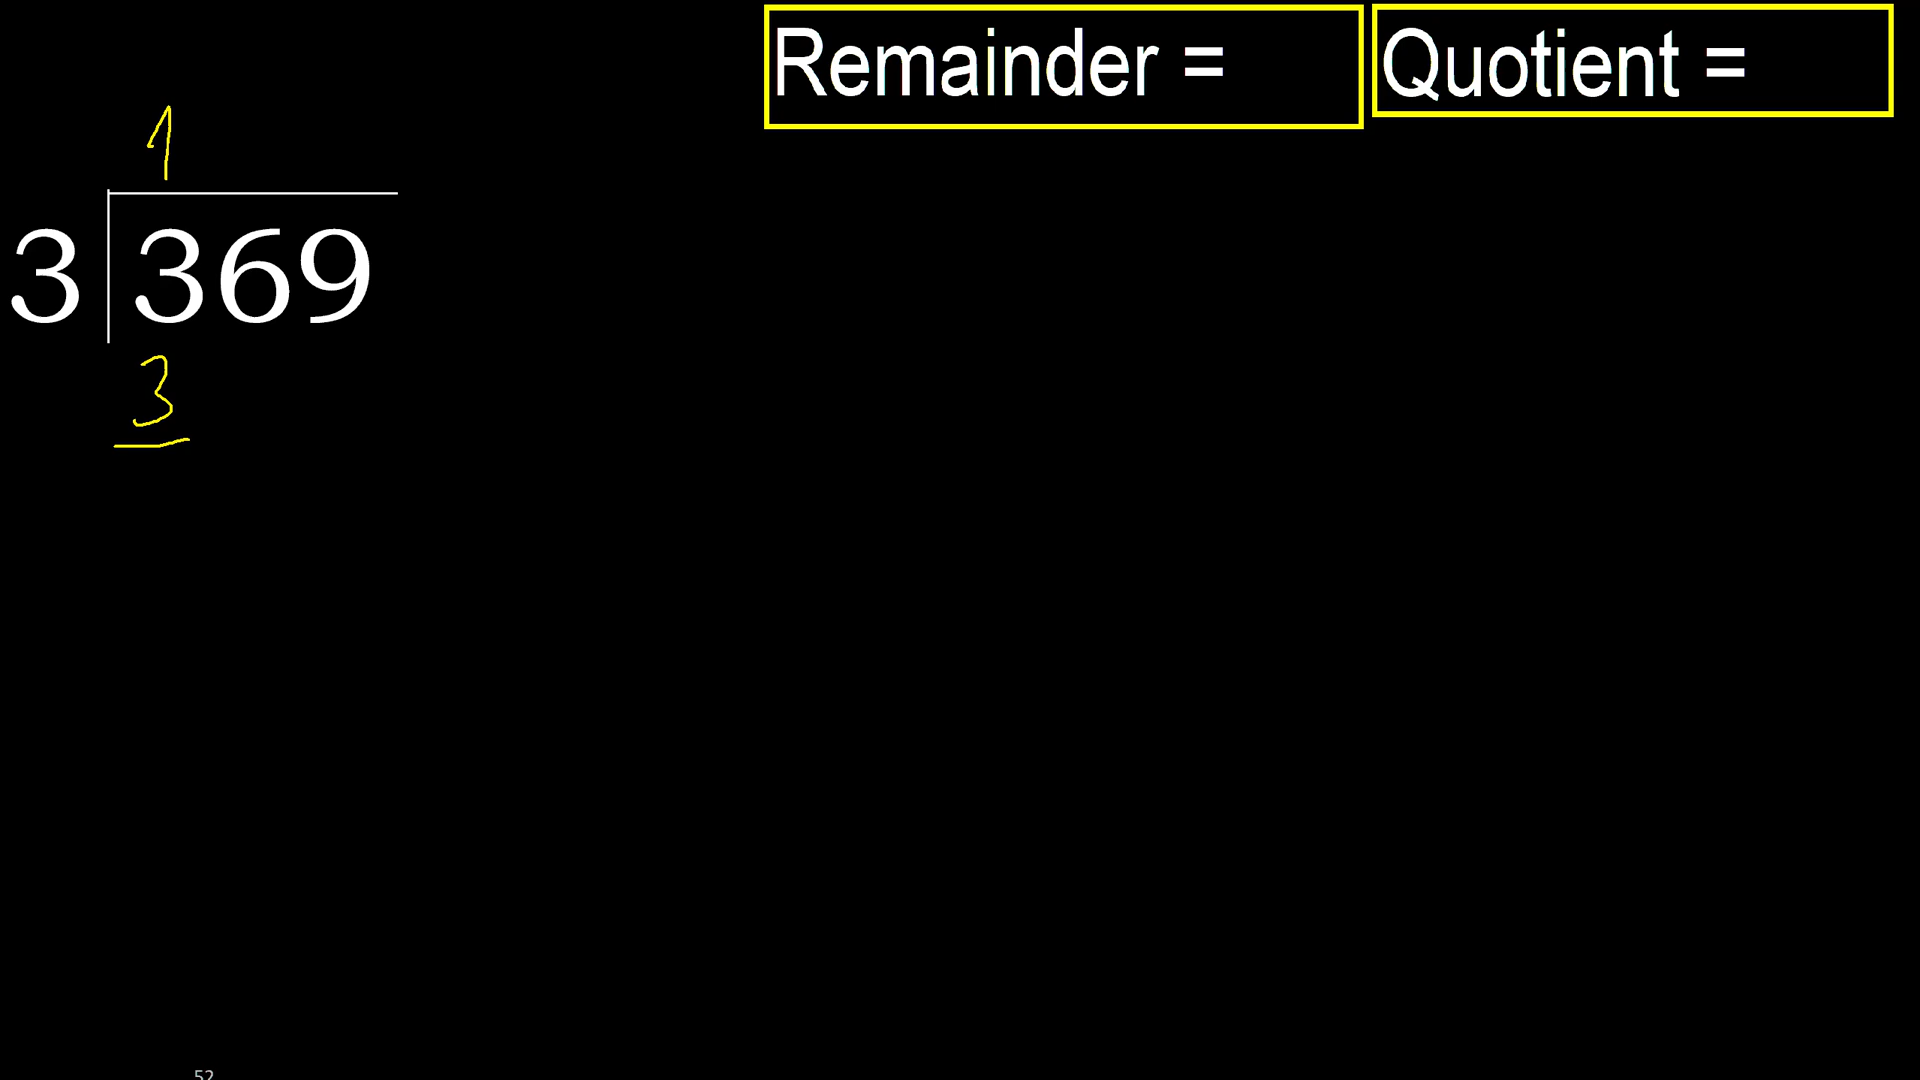 Remainder = Quotient =
1
3 369
3
52